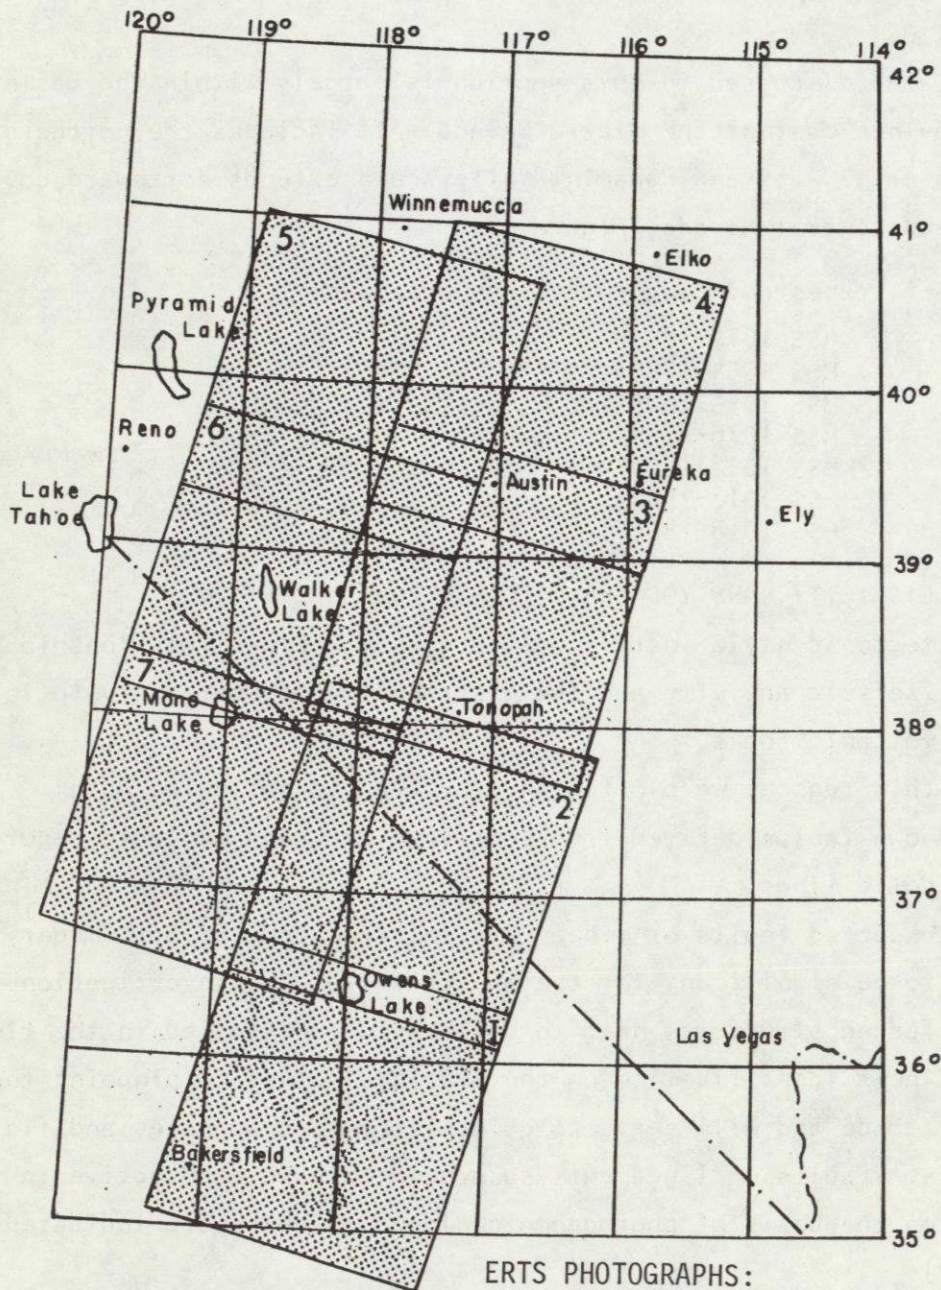 120° 119° 118° 117° 116° 115° 114°
42°
Winnemucca
41°
5
Elko
4
Pyramid
Lake
40°
Reno
6
Austin
Eureka
3
Lake
Tahoe
Ely
39°
Walker
Lake
7
Mono
Lake
Tonopah
38°
2
37°
Owens
Lake
1
Las Vegas
36°
Bakersfield
35°
ERTS PHOTOGRAPHS: